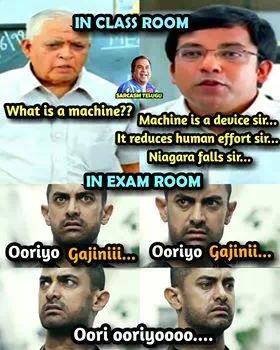 IN CLASS ROOM
SARCASM TELUGU
What is a machine??
Machine is a device sir...
It reduces human effort sir...
Niagara falls sir...
IN EXAM ROOM
Ooriyo Gajiniii...
Ooriyo Gajinii...
Oori ooriyoooo....